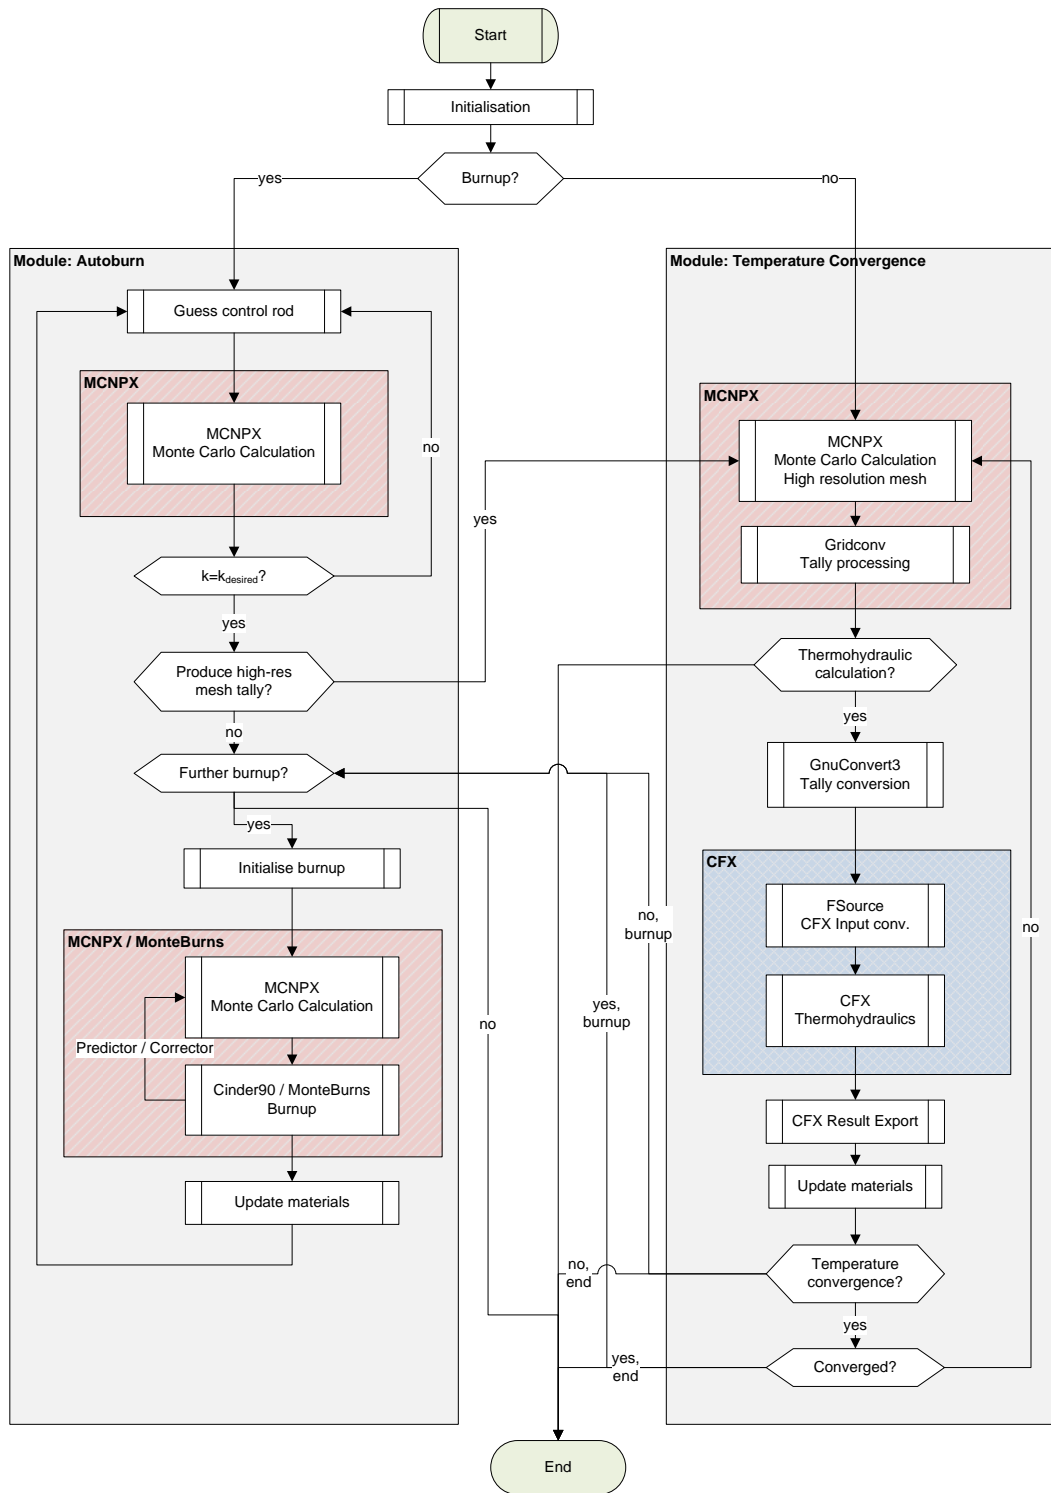 Start
Initialisation
Burnup?
yes
no
Module: Autoburn
Guess control rod
MCNPX
MCNPX
Monte Carlo Calculation
no
k=kdesired?
yes
Produce high-res
mesh tally?
yes
no
Further burnup?
yes
Initialise burnup
MCNPX / MonteBurns
MCNPX
Monte Carlo Calculation
Predictor / Corrector
Cinder90 / MonteBurns
Burnup
Update materials
no
Module: Temperature Convergence
MCNPX
MCNPX
Monte Carlo Calculation
High resolution mesh
Gridconv
Tally processing
Thermohydraulic
calculation?
yes
GnuConvert3
Tally conversion
CFX
FSource
CFX Input conv.
CFX
Thermohydraulics
no
no,
burnup
yes,
burnup
CFX Result Export
Update materials
Temperature
convergence?
no,
end
yes
Converged?
yes,
end
End